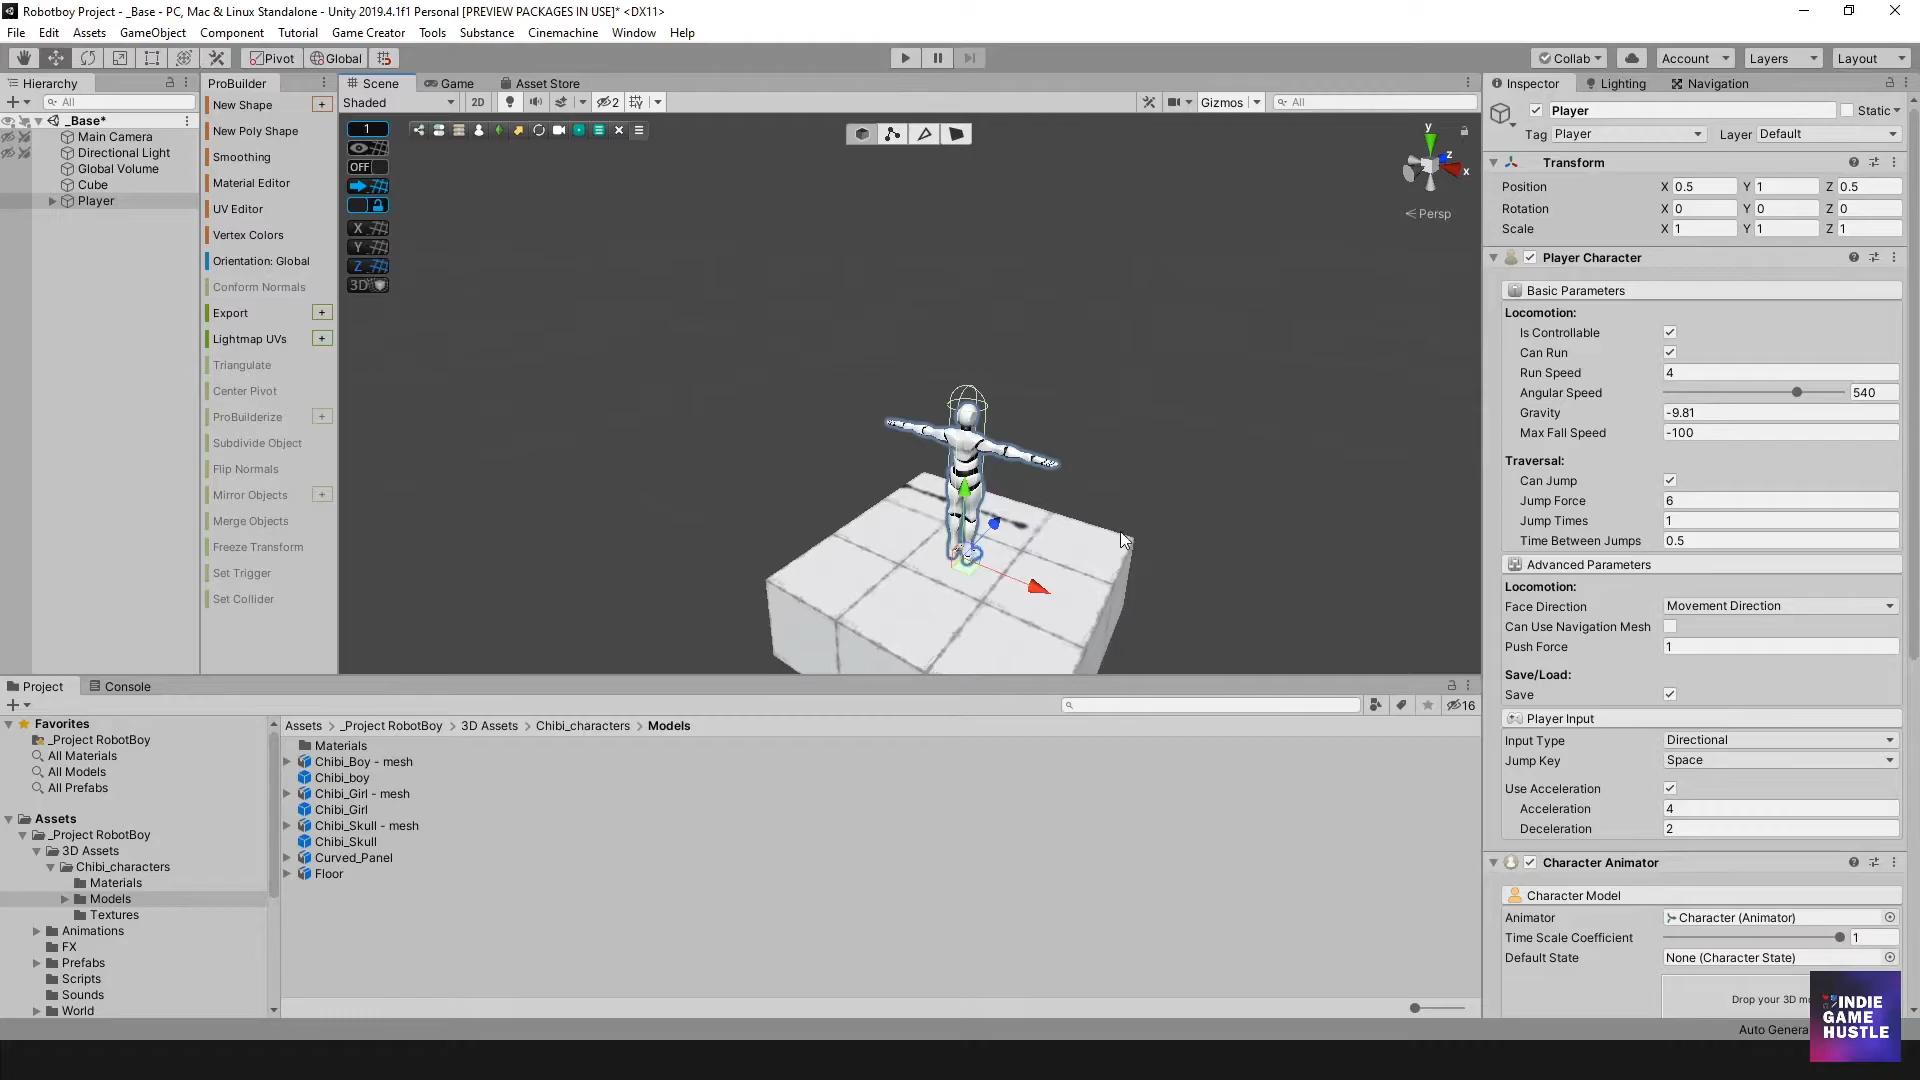 Robotboy Project - _Base - PC, Mac & Linux Standalone - Unity 2019.4.1f1 Personal [PREVIEW PACKAGES IN USE]* <DX11>
File Edit Assets GameObject Component Tutorial Game Creator Tools Substance Cinemachine Window Help
Pivot Global Collab Account Layers Layout
Hierarchy ProBuilder Scene Game Asset Store Inspector Lighting Navigation
All Shaded 2D 2 Gizmos All
_Base*
Main Camera
Directional Light
Global Volume
Cube
Player
New Shape
New Poly Shape
Smoothing
Material Editor
UV Editor
Vertex Colors
Orientation: Global
Conform Normals
Export
Lightmap UVs
Triangulate
Center Pivot
ProBuilderize
Subdivide Object
Flip Normals
Mirror Objects
Merge Objects
Freeze Transform
Set Trigger
Set Collider
1
OFF
X
Y
Z
3D
y
z
x
Persp
Player Static
Tag Player Layer Default
Transform
Position X 0.5 Y 1 Z 0.5
Rotation X 0 Y 0 Z 0
Scale X 1 Y 1 Z 1
Player Character
Basic Parameters
Locomotion:
Is Controllable
Can Run
Run Speed 4
Angular Speed 540
Gravity -9.81
Max Fall Speed -100
Traversal:
Can Jump
Jump Force 6
Jump Times 1
Time Between Jumps 0.5
Advanced Parameters
Locomotion:
Face Direction Movement Direction
Can Use Navigation Mesh
Push Force 1
Save/Load:
Save
Player Input
Input Type Directional
Jump Key Space
Use Acceleration
Acceleration 4
Deceleration 2
Character Animator
Character Model
Animator Character (Animator)
Time Scale Coefficient 1
Default State None (Character State)
Drop your 3D m
Auto Genera
INDIE
GAME
HUSTLE
Project Console
16
Favorites
_Project RobotBoy
All Materials
All Models
All Prefabs
Assets
_Project RobotBoy
3D Assets
Chibi_characters
Materials
Models
Textures
Animations
FX
Prefabs
Scripts
Sounds
World
Assets > _Project RobotBoy > 3D Assets > Chibi_characters > Models
Materials
Chibi_Boy - mesh
Chibi_boy
Chibi_Girl - mesh
Chibi_Girl
Chibi_Skull - mesh
Chibi_Skull
Curved_Panel
Floor